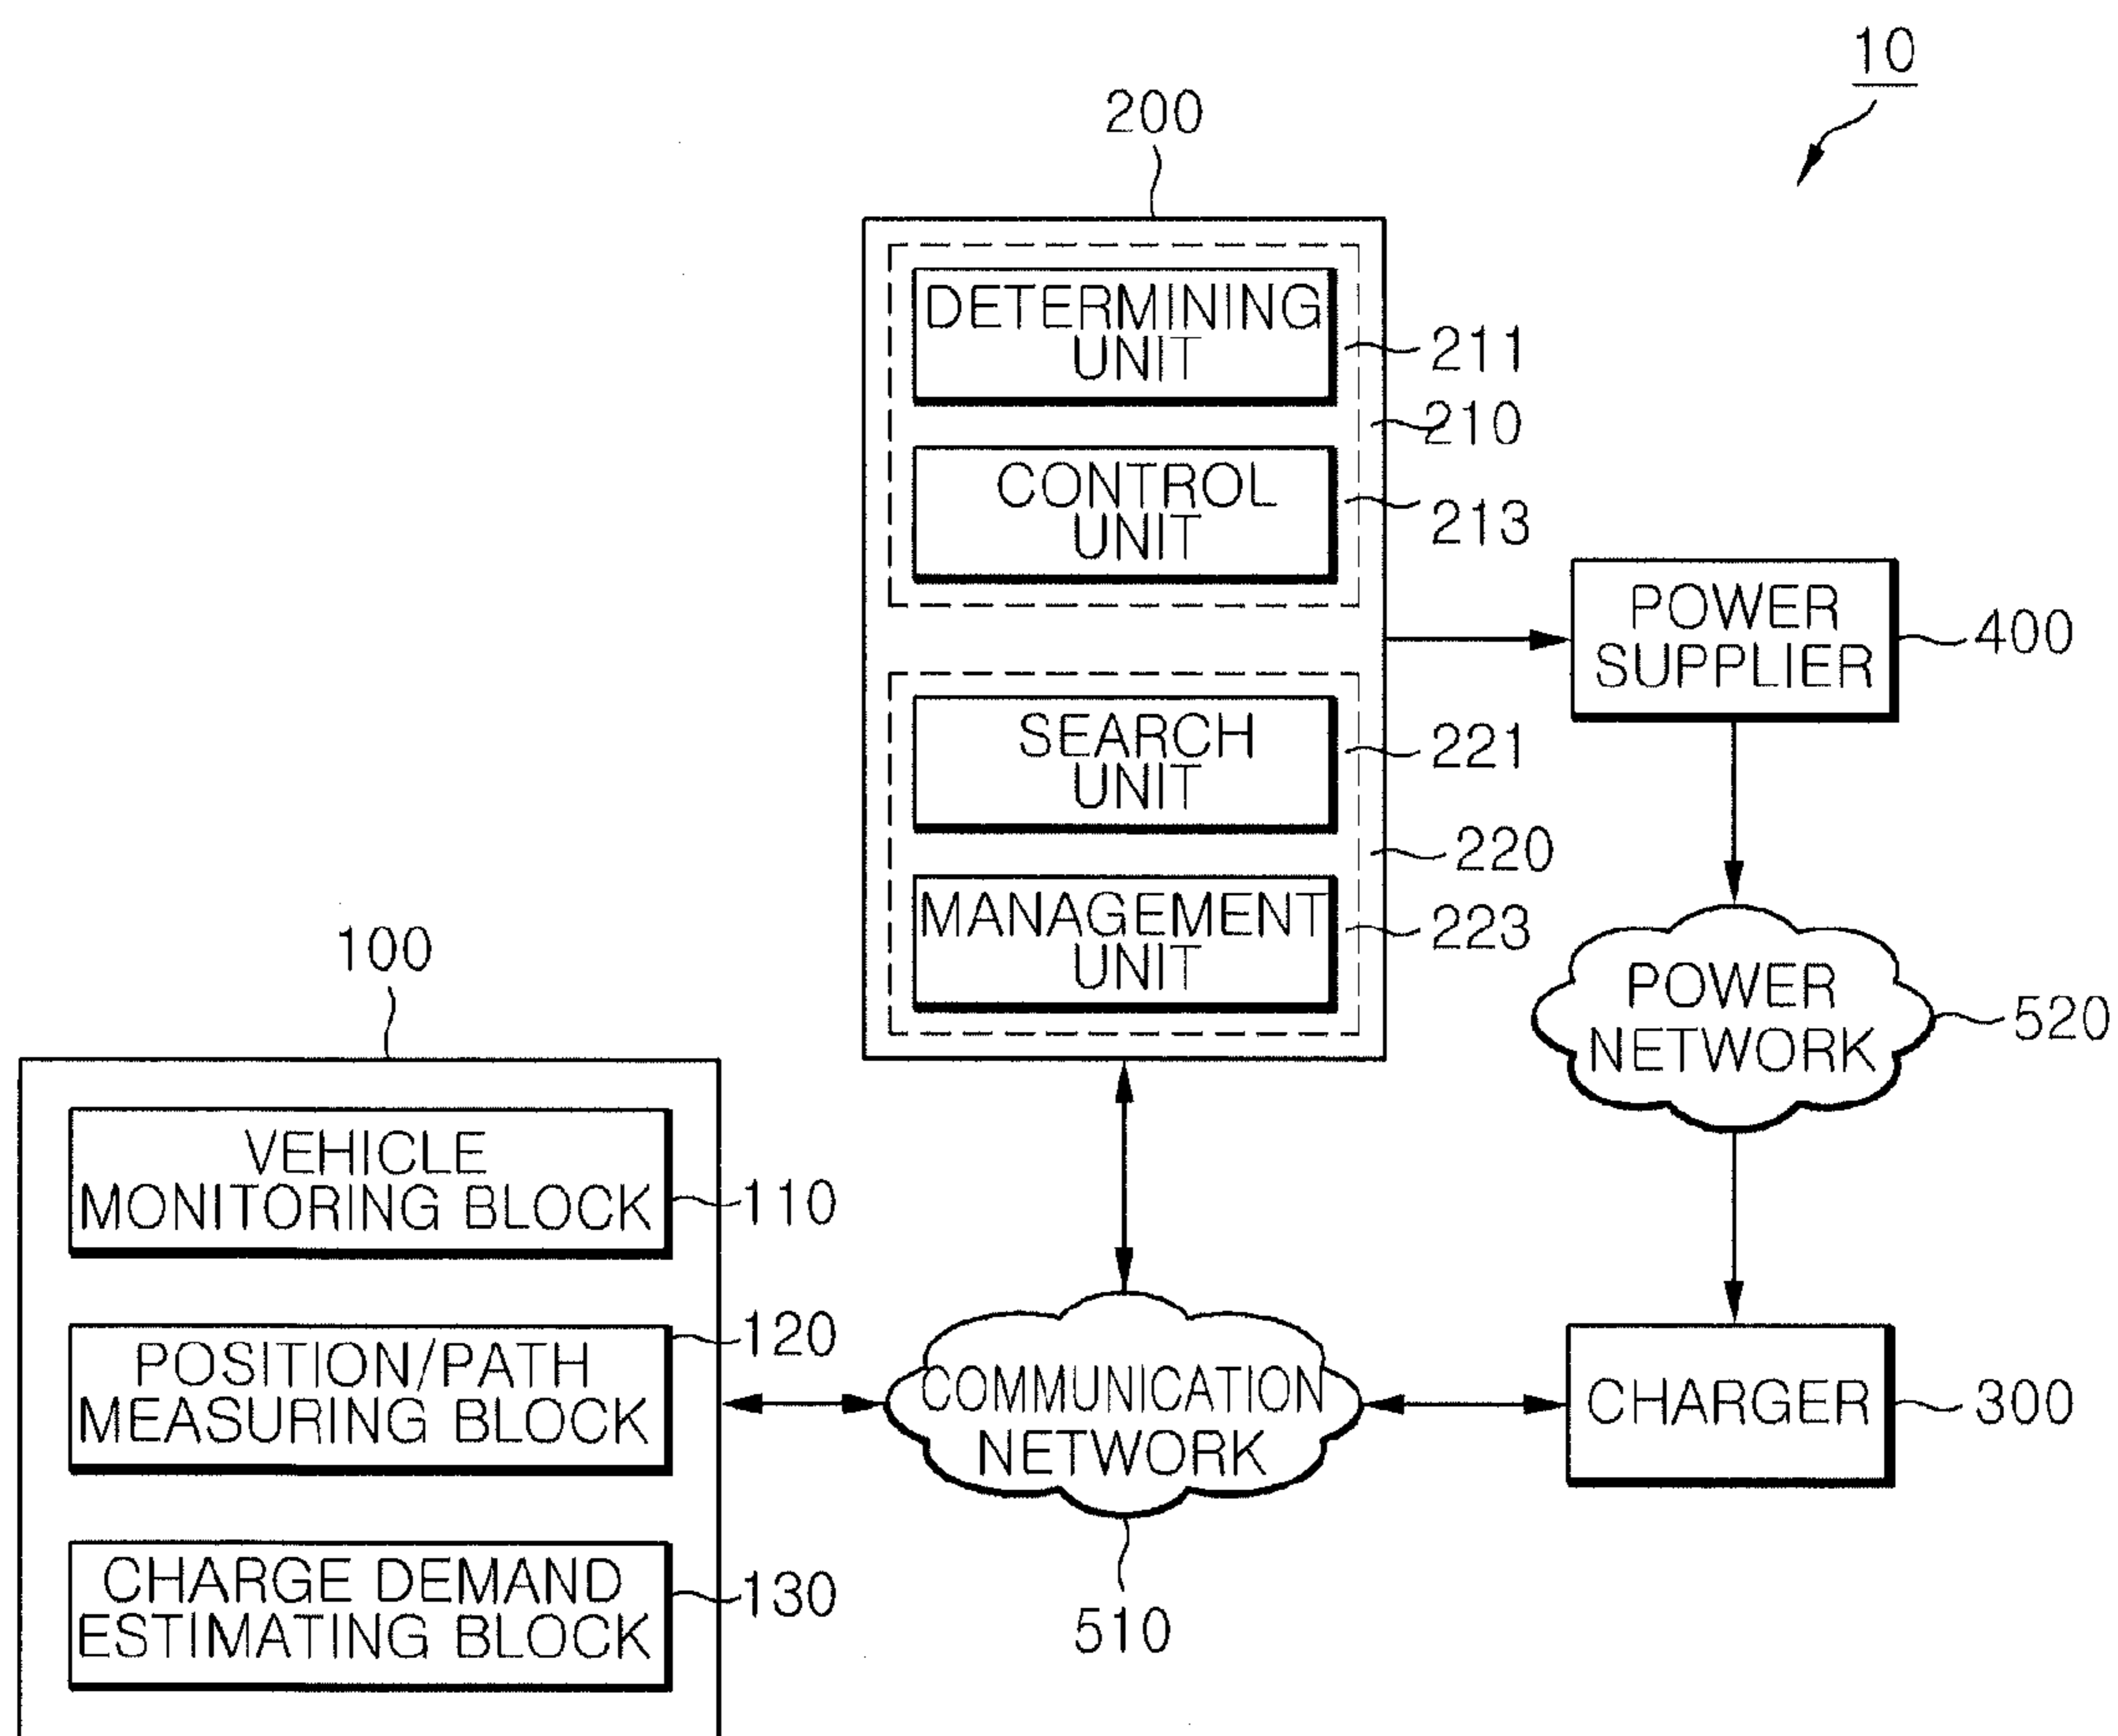 10
200
DETERMINING
UNIT
211
210
CONTROL
UNIT
213
POWER
SUPPLIER
400
SEARCH
UNIT
221
220
MANAGEMENT
UNIT
223
POWER
NETWORK
520
100
VEHICLE
MONITORING BLOCK
110
POSITION/PATH
MEASURING BLOCK
120
CHARGE DEMAND
ESTIMATING BLOCK
130
COMMUNICATION
NETWORK
510
CHARGER
300